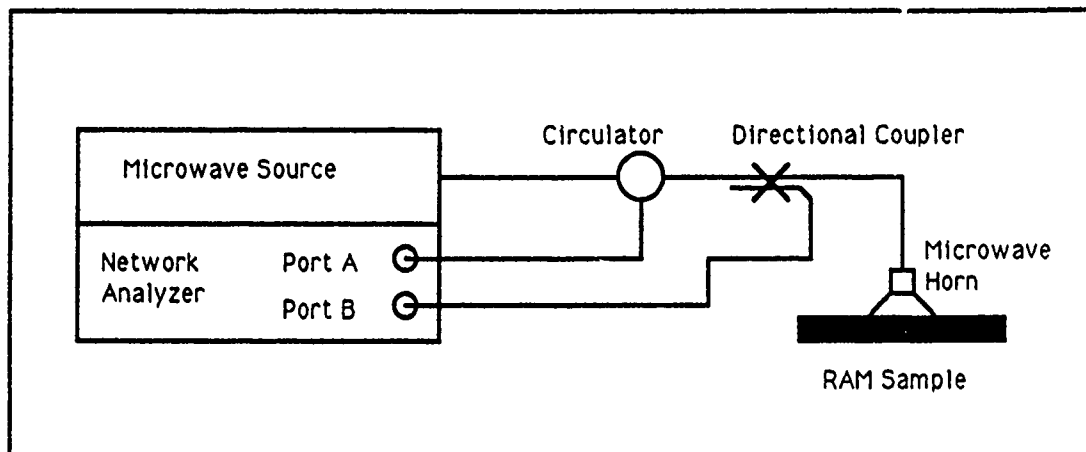 Circulator
Directional Coupler
Microwave Source
Network
Analyzer
Port A
Port B
Microwave
Horn
RAM Sample